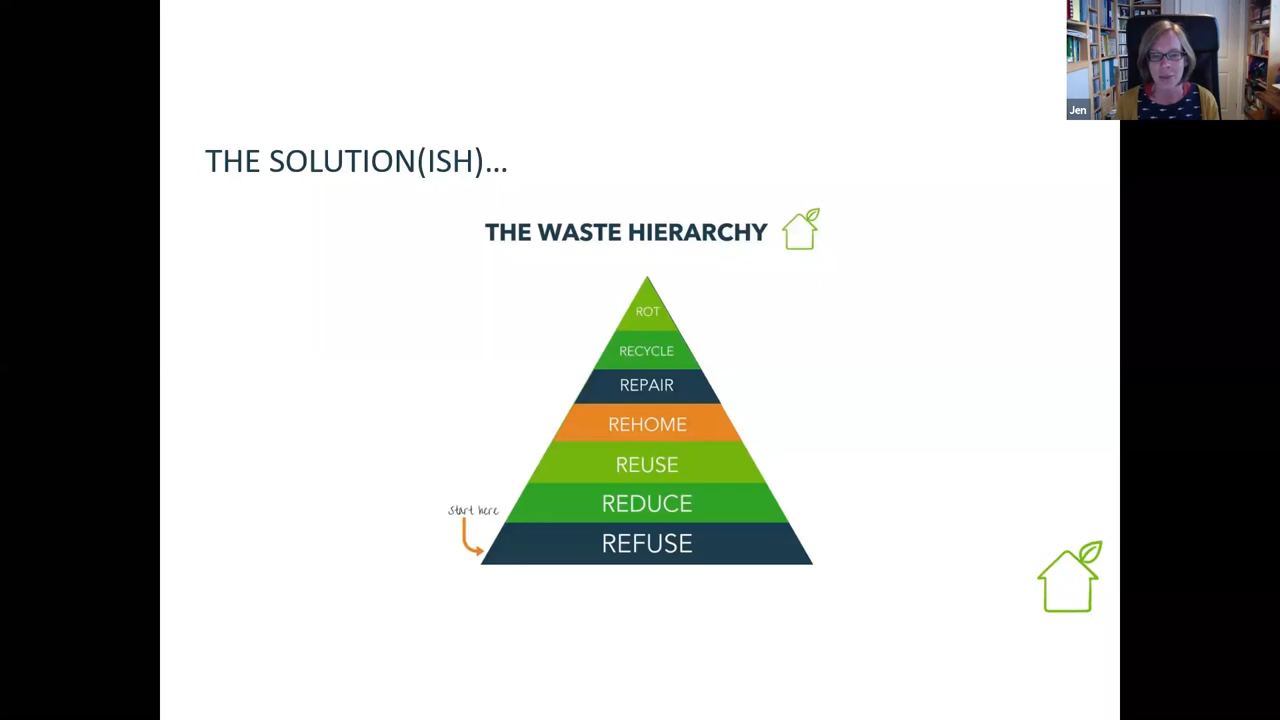 Jen
THE SOLUTION(ISH)...
THE WASTE HIERARCHY
ROT
RECYCLE
REPAIR
REHOME
REUSE
REDUCE
start here
REFUSE